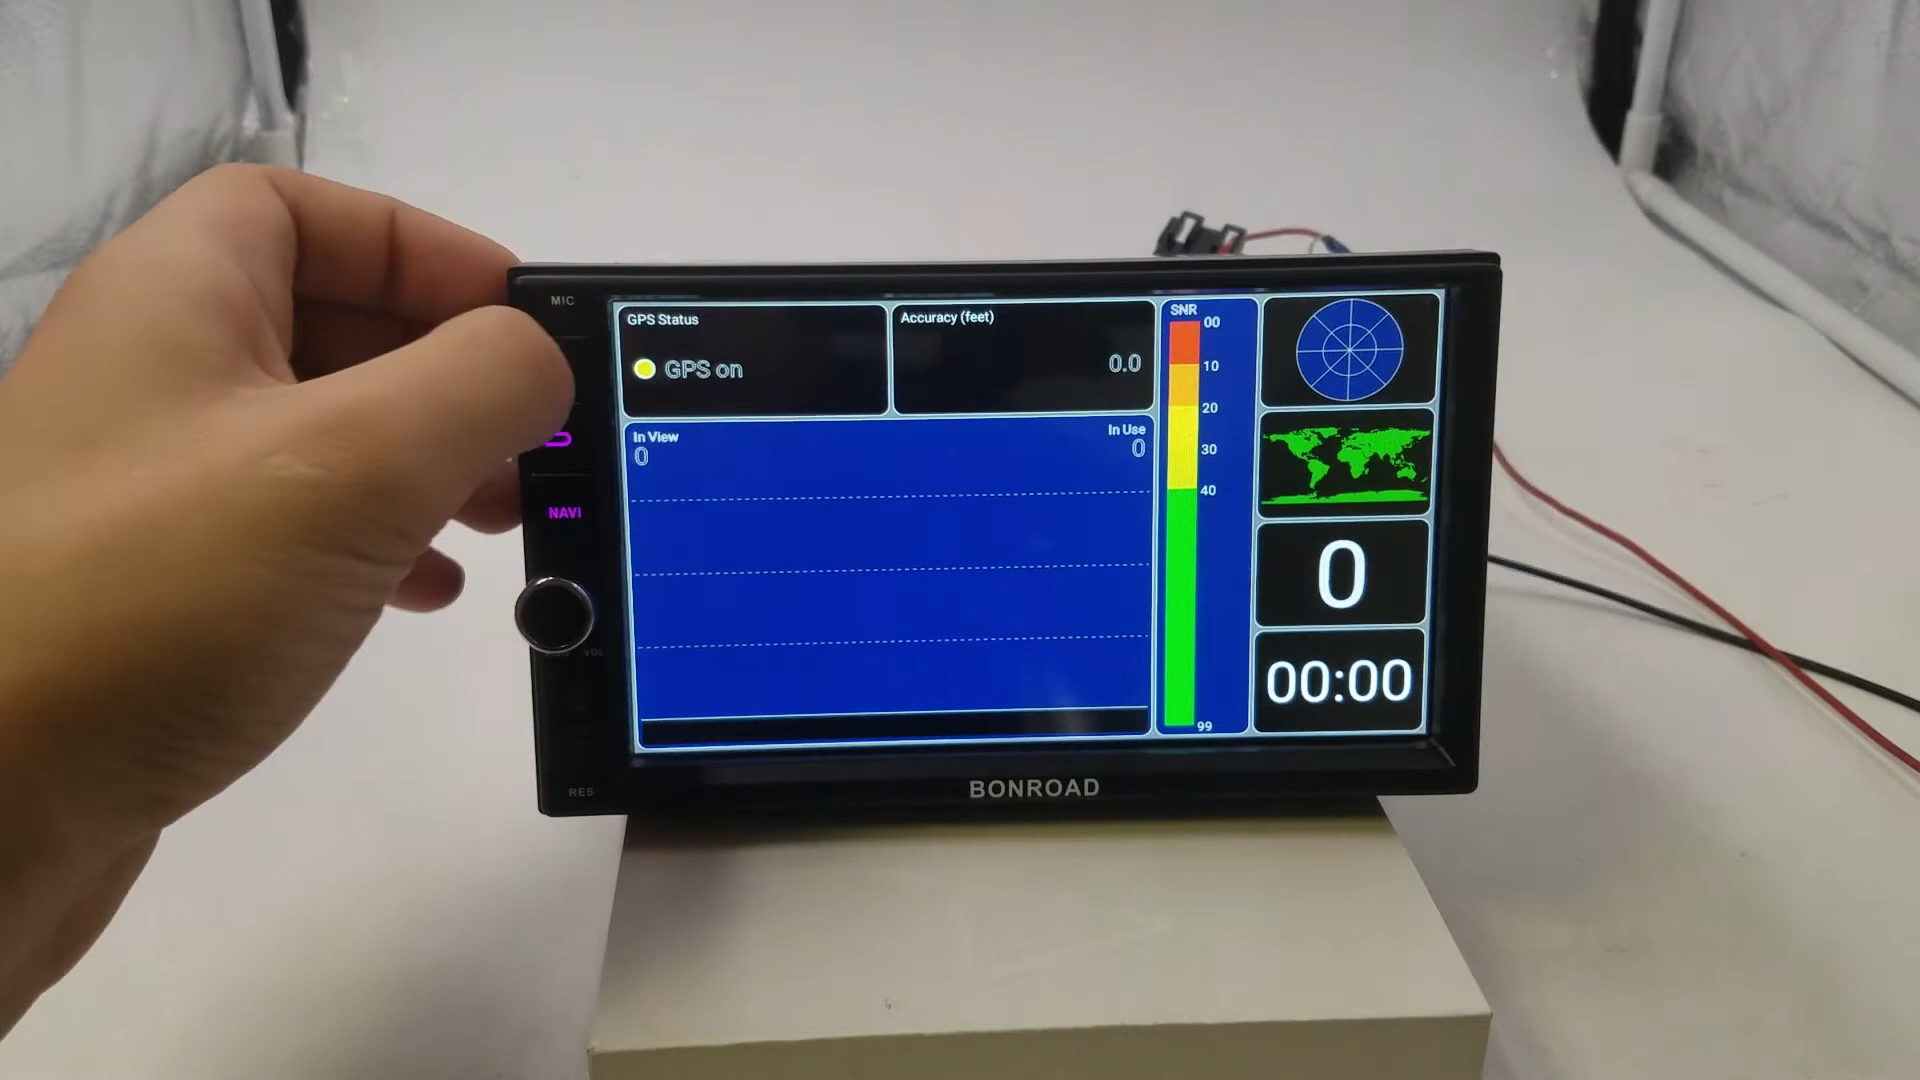 MIC
GPS Status
GPS on
Accuracy (feet)
0.0
SNR
00
10
20
30
40
99
In View
0
In Use
0
0
00:00
NAVI
VOL
RES
BONROAD